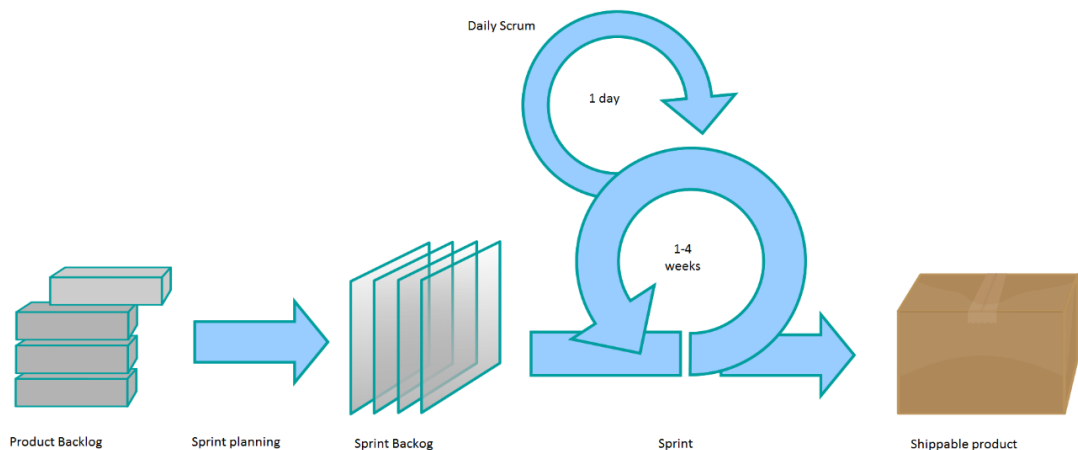 Daily Scrum
1 day
1-4
weeks
Product Backlog
Sprint planning
Sprint Backog
Sprint
Shippable product